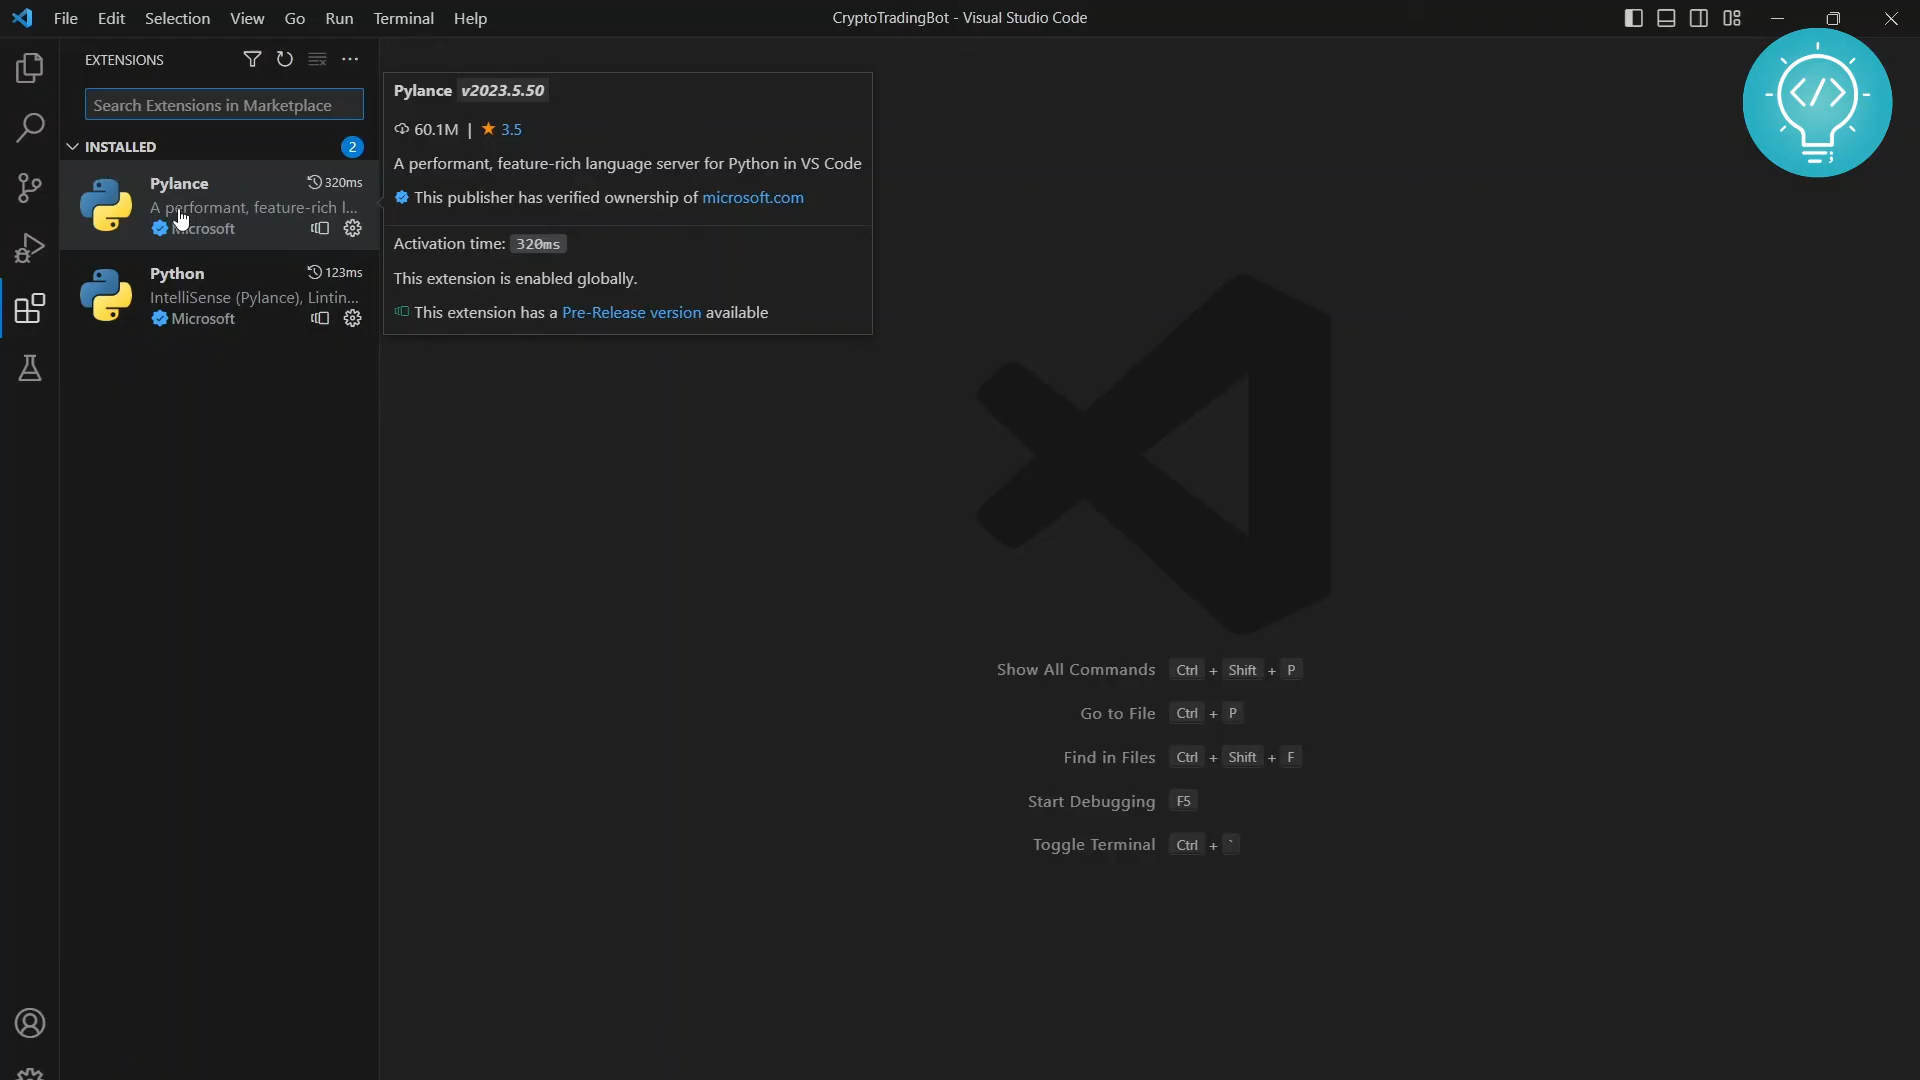 File Edit Selection View Go Run Terminal Help
CryptoTradingBot - Visual Studio Code
EXTENSIONS
Search Extensions in Marketplace
INSTALLED 2
Pylance 320ms
A performant, feature-rich l...
Microsoft
Python 123ms
IntelliSense (Pylance), Lintin...
Microsoft
Pylance v2023.5.50
60.1M | ★ 3.5
A performant, feature-rich language server for Python in VS Code
This publisher has verified ownership of microsoft.com
Activation time: 320ms
This extension is enabled globally.
This extension has a Pre-Release version available
</>
Show All Commands Ctrl + Shift + P
Go to File Ctrl + P
Find in Files Ctrl + Shift + F
Start Debugging F5
Toggle Terminal Ctrl + `